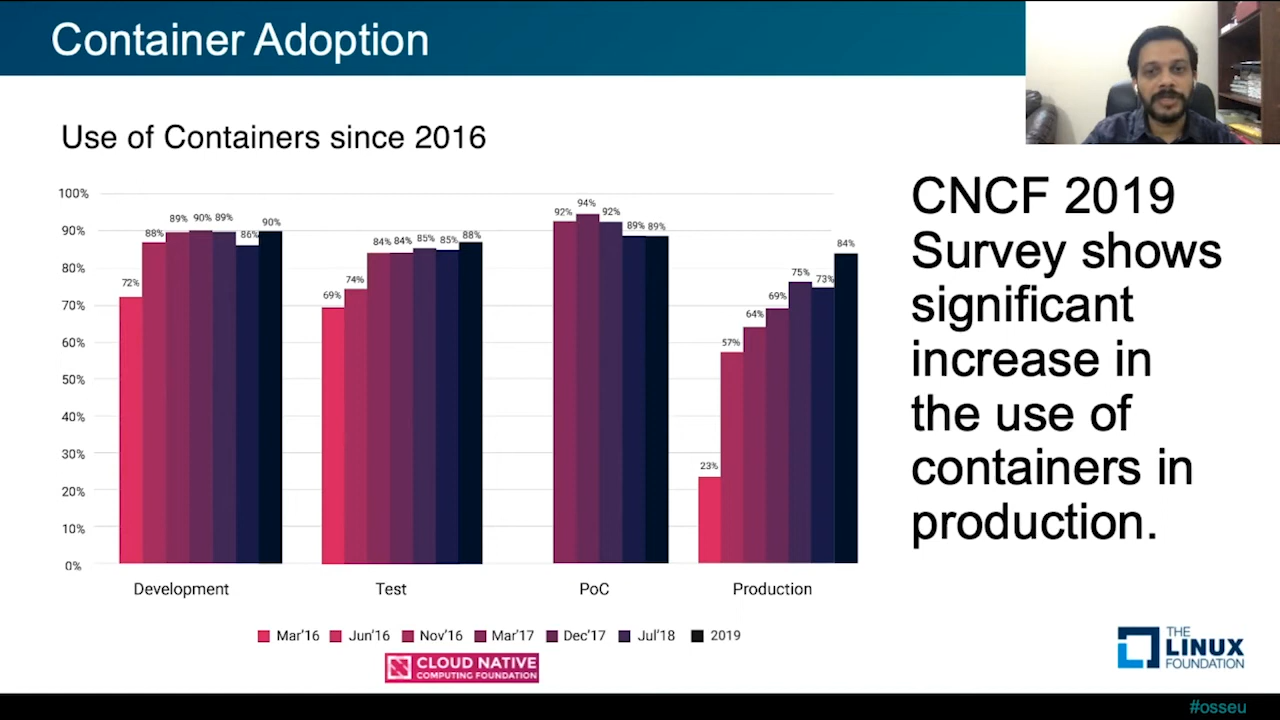 Container Adoption
Use of Containers since 2016
100%
90%
80%
70%
60%
50%
40%
30%
20%
10%
0%
72%
88%
89%
90%
89%
86%
90%
69%
74%
84%
84%
85%
85%
88%
92%
94%
92%
89%
89%
23%
57%
64%
69%
75%
73%
84%
Development
Test
PoC
Production
Mar'16
Jun'16
Nov'16
Mar'17
Dec'17
Jul'18
2019
CLOUD NATIVE
COMPUTING FOUNDATION
CNCF 2019
Survey shows
significant
increase in
the use of
containers in
production.
THE
LINUX
FOUNDATION
#osseu